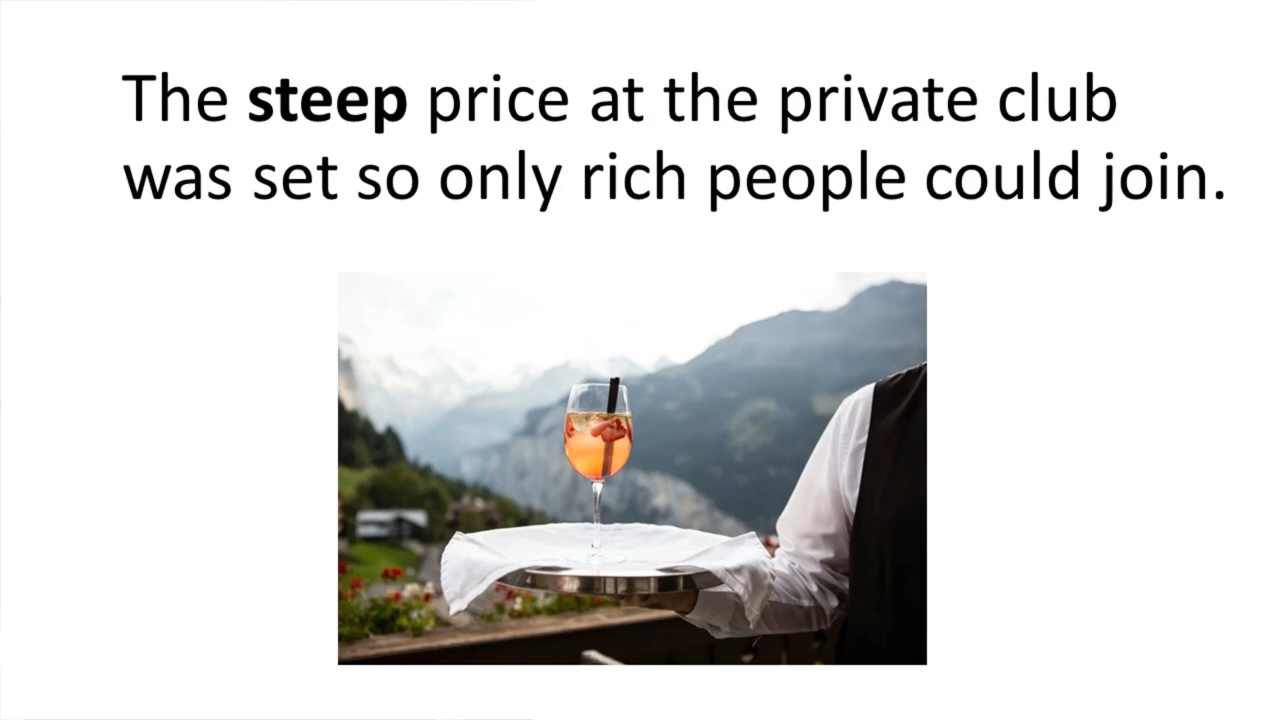 The steep price at the private club
was set so only rich people could join.